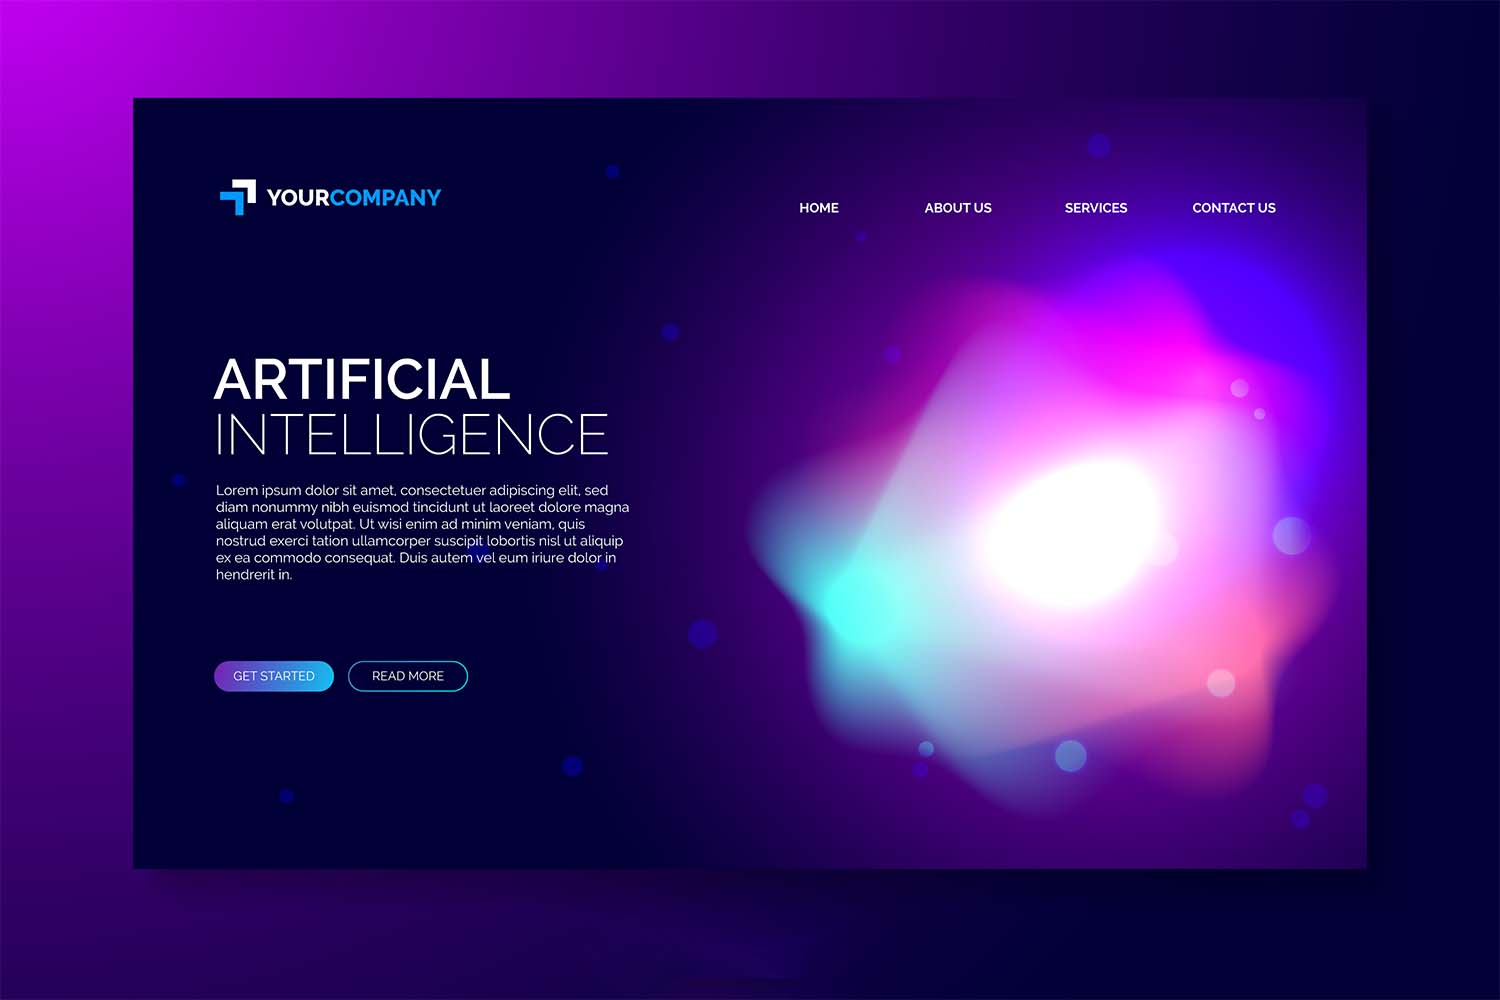 YOURCOMPANY
HOME ABOUT US SERVICES CONTACT US
ARTIFICIAL
INTELLIGENCE
Lorem ipsum dolor sit amet, consectetuer adipiscing elit, sed
diam nonummy nibh euismod tincidunt ut laoreet dolore magna
aliquam erat volutpat. Ut wisi enim ad minim veniam, quis
nostrud exerci tation ullamcorper suscipit lobortis nisl ut aliquip
ex ea commodo consequat. Duis autem vel eum iriure dolor in
hendrerit in.
GET STARTED READ MORE